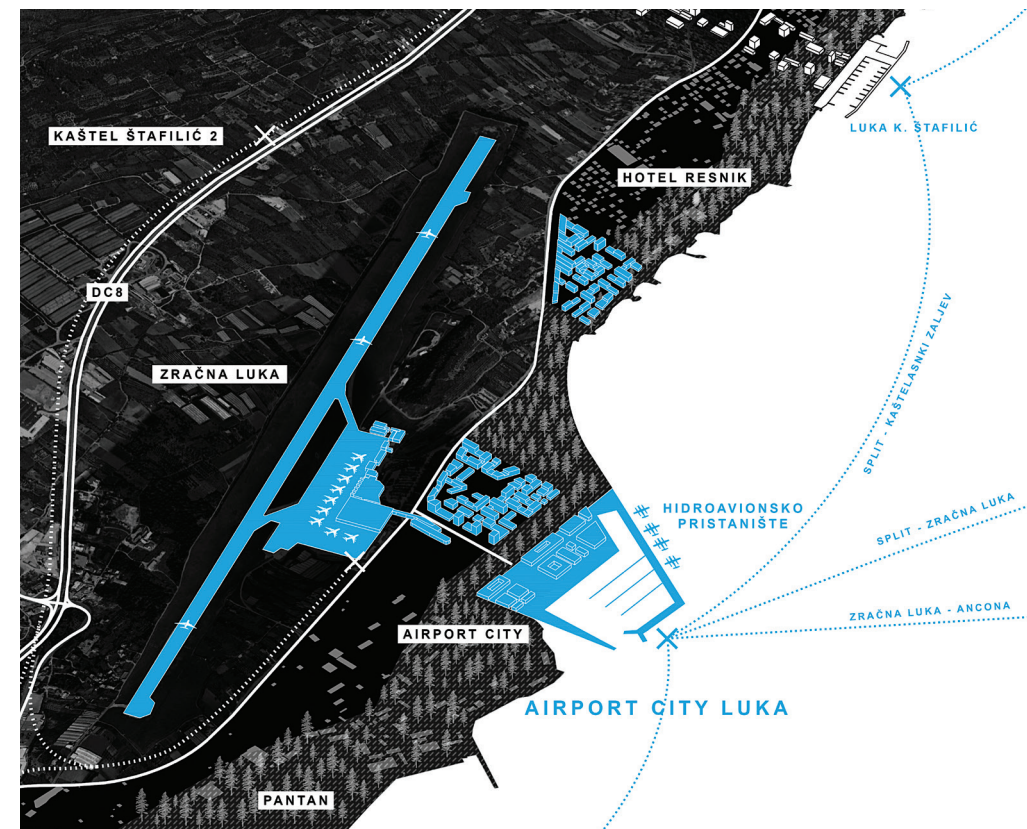 LUKA K. ŠTAFILIĆ
KAŠTEL ŠTAFILIĆ 2
HOTEL RESNIK
DC8
ZRAČNA LUKA
SPLIT - KAŠTELASNKI ZALJEV
HIDROAVIONSKO
PRISTANIŠTE
SPLIT - ZRAČNA LUKA
ZRAČNA LUKA - ANCONA
AIRPORT CITY
AIRPORT CITY LUKA
PANTAN